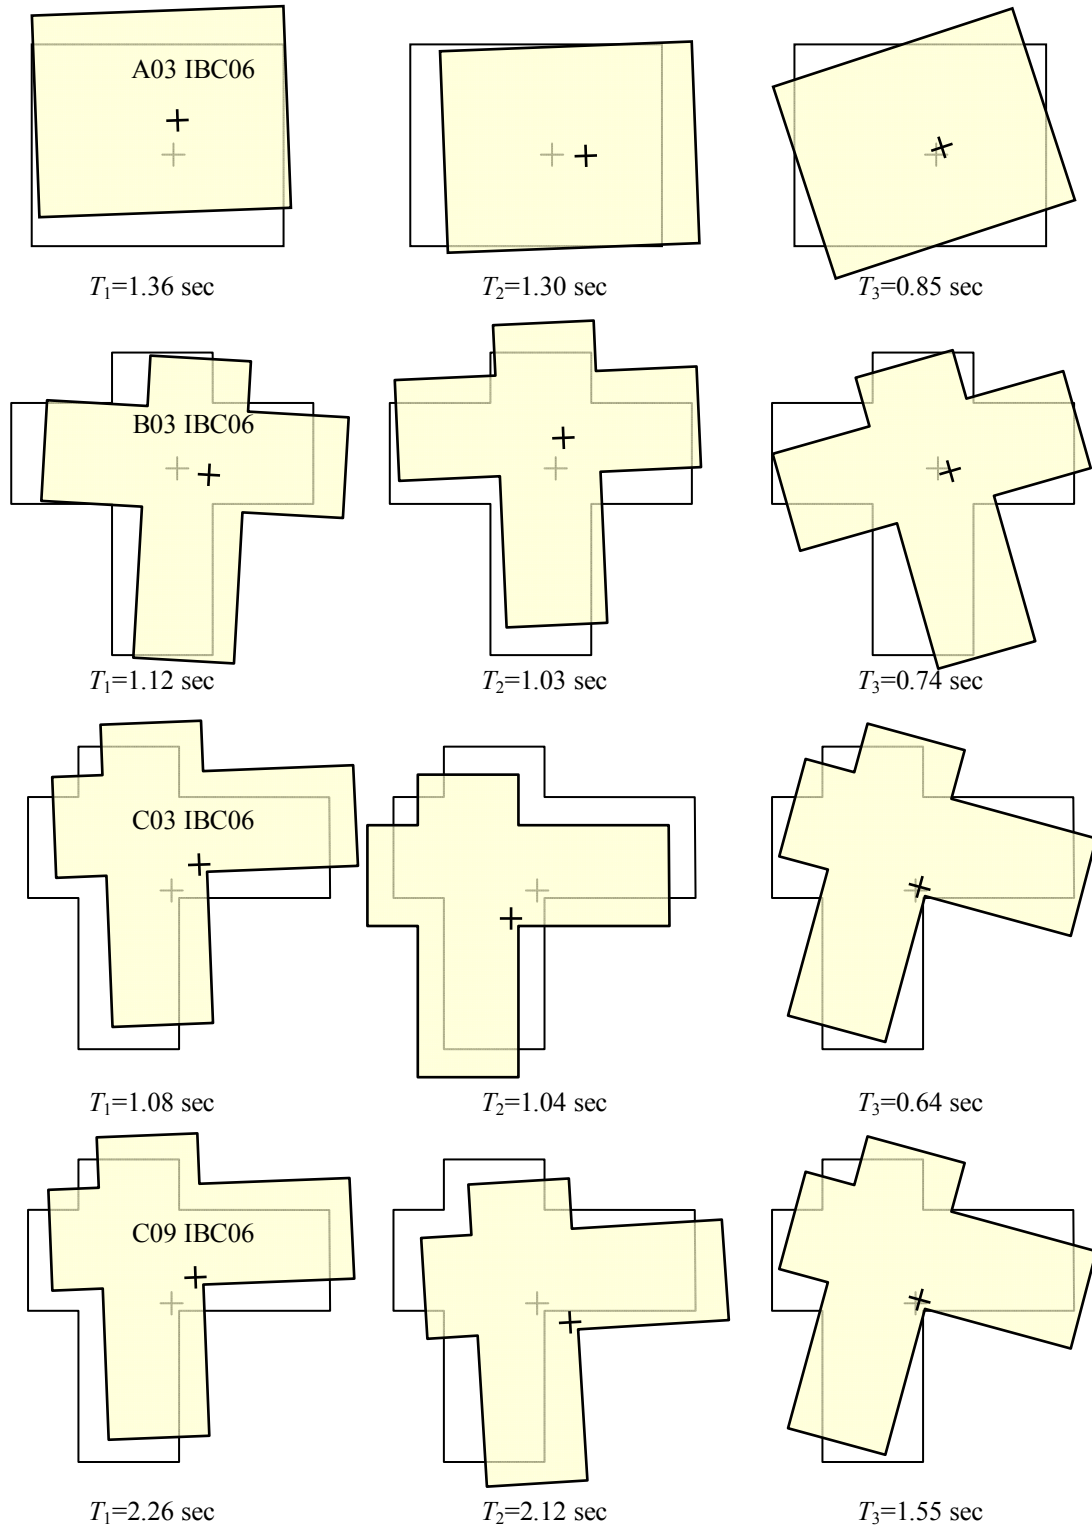 A03 IBC06
T₁=1.36 sec
T₂=1.30 sec
T₃=0.85 sec
B03 IBC06
T₁=1.12 sec
T₂=1.03 sec
T₃=0.74 sec
C03 IBC06
T₁=1.08 sec
T₂=1.04 sec
T₃=0.64 sec
C09 IBC06
T₁=2.26 sec
T₂=2.12 sec
T₃=1.55 sec